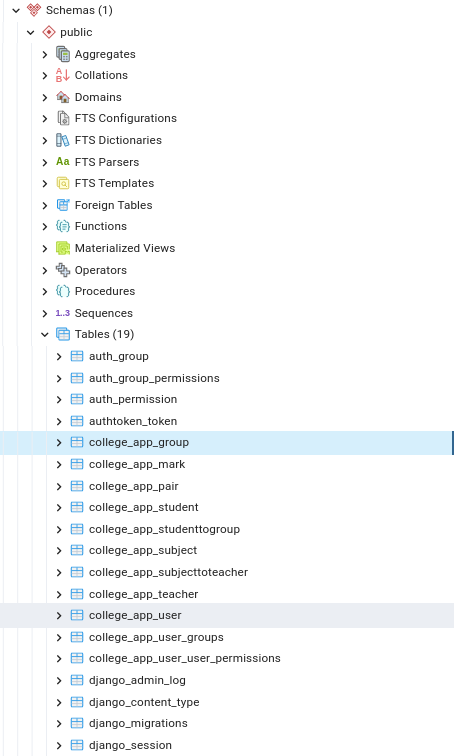 Schemas (1)
public
Aggregates
Collations
Domains
FTS Configurations
FTS Dictionaries
Aa FTS Parsers
FTS Templates
Foreign Tables
Functions
Materialized Views
Operators
Procedures
1..3 Sequences
Tables (19)
auth_group
auth_group_permissions
auth_permission
authtoken_token
college_app_group
college_app_mark
college_app_pair
college_app_student
college_app_studenttogroup
college_app_subject
college_app_subjecttoteacher
college_app_teacher
college_app_user
college_app_user_groups
college_app_user_user_permissions
django_admin_log
django_content_type
django_migrations
django_session